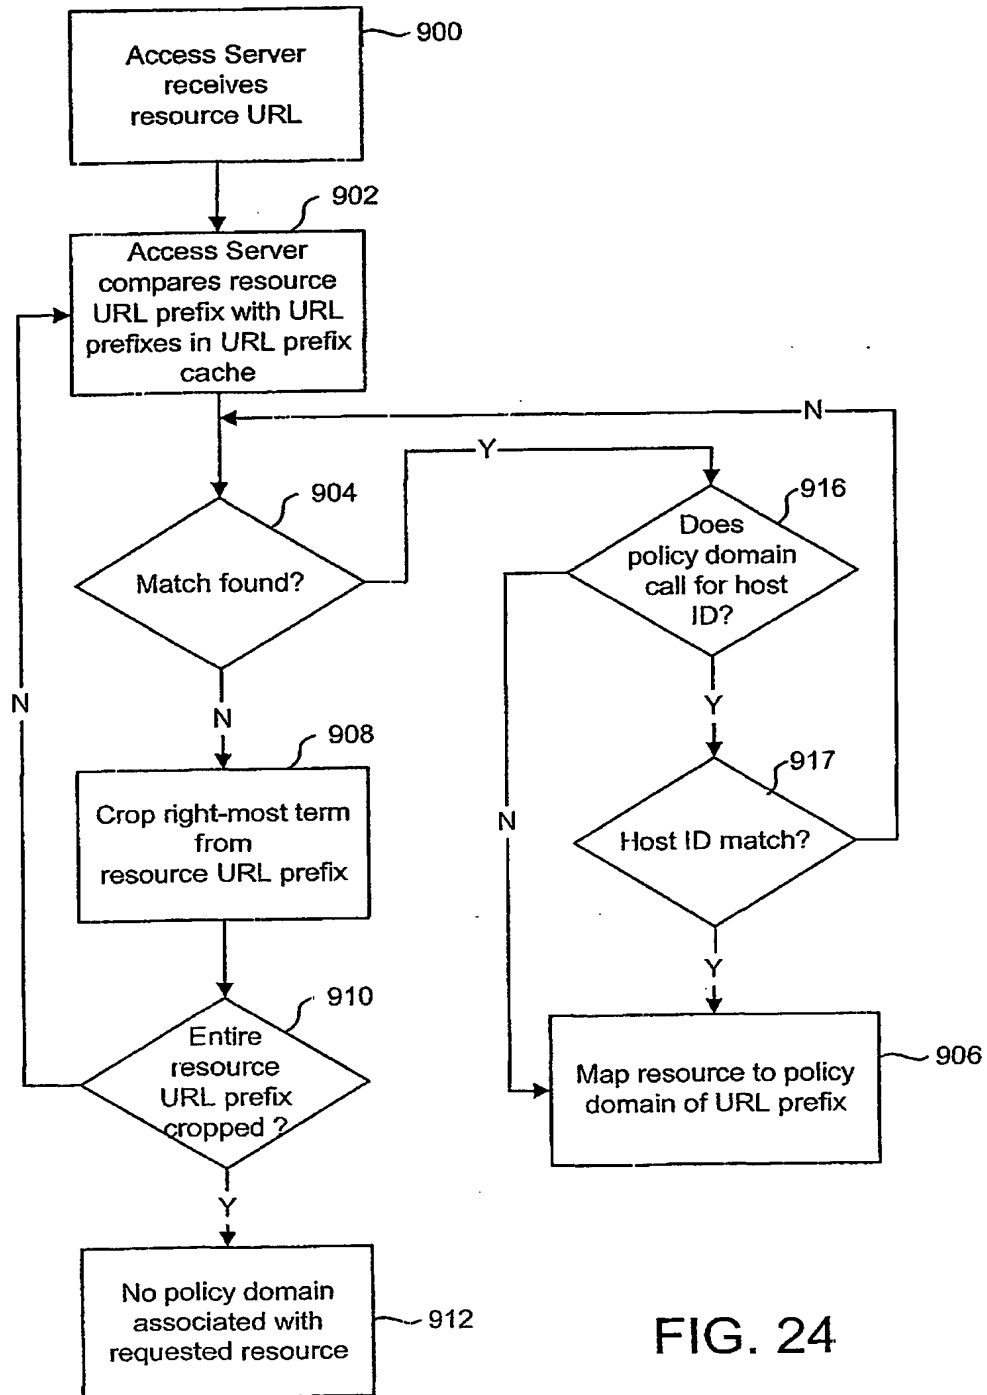 Access Server
receives
resource URL
900
902
Access Server
compares resource
URL prefix with URL
prefixes in URL prefix
cache
N
Y
904
Match found?
916
Does
policy domain
call for host
ID?
N
N
Y
908
Crop right-most term
from
resource URL prefix
917
Host ID match?
N
Y
910
Entire
resource
URL prefix
cropped ?
906
Map resource to policy
domain of URL prefix
Y
No policy domain
associated with
requested resource
912
FIG. 24